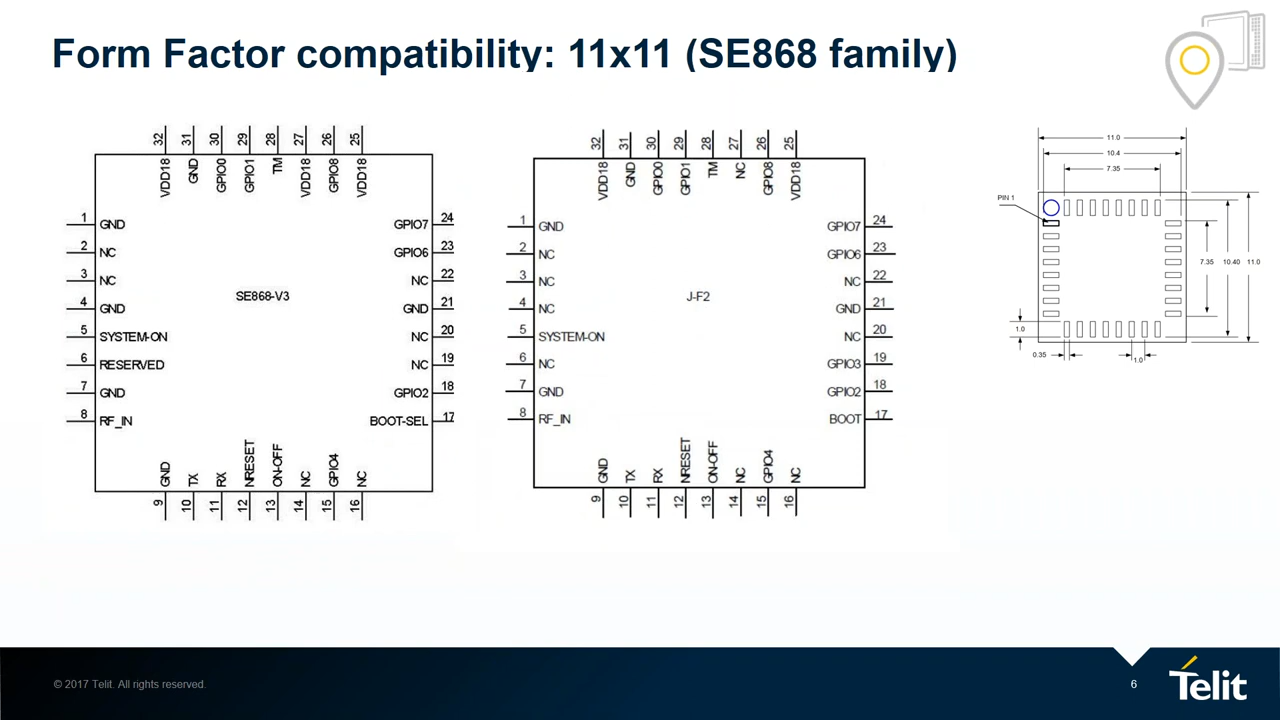 Form Factor compatibility: 11x11 (SE868 family)
32 31 30 29 28 27 26 25
VDD18 GND GPIO0 GPIO1 TM VDD18 GPIO8 VDD18
1 GND GPIO7 24
2 NC GPIO6 23
3 NC NC 22
SE868-V3
4 GND GND 21
5 SYSTEM-ON NC 20
6 RESERVED NC 19
7 GND GPIO2 18
8 RF_IN BOOT-SEL 17
GND TX RX NRESET ON-OFF NC GPIO4 NC
9 10 11 12 13 14 15 16
32 31 30 29 28 27 26 25
VDD18 GND GPIO0 GPIO1 TM NC GPIO8 VDD18
1 GND GPIO7 24
2 NC GPIO6 23
3 NC NC 22
J-F2
4 NC GND 21
5 SYSTEM-ON NC 20
6 NC GPIO3 19
7 GND GPIO2 18
8 RF_IN BOOT 17
GND TX RX NRESET ON-OFF NC GPIO4 NC
9 10 11 12 13 14 15 16
11.0
10.4
7.35
PIN 1
7.35 10.40 11.0
1.0
0.35 1.0
© 2017 Telit. All rights reserved.
6
Telit